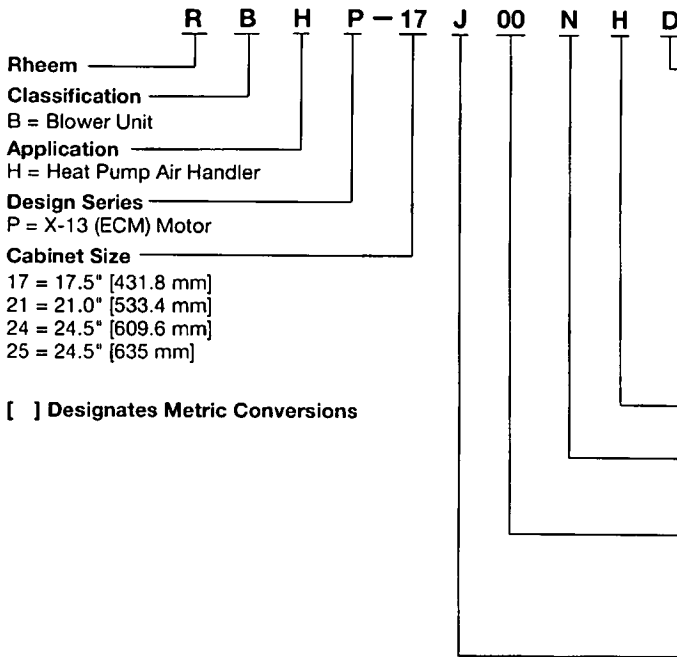 R B H P – 17 J 00 N H D
Rheem
Classification
B = Blower Unit
Application
H = Heat Pump Air Handler
Design Series
P = X-13 (ECM) Motor
Cabinet Size
17 = 17.5" [431.8 mm]
21 = 21.0" [533.4 mm]
24 = 24.5" [609.6 mm]
25 = 24.5" [635 mm]
[ ] Designates Metric Conversions